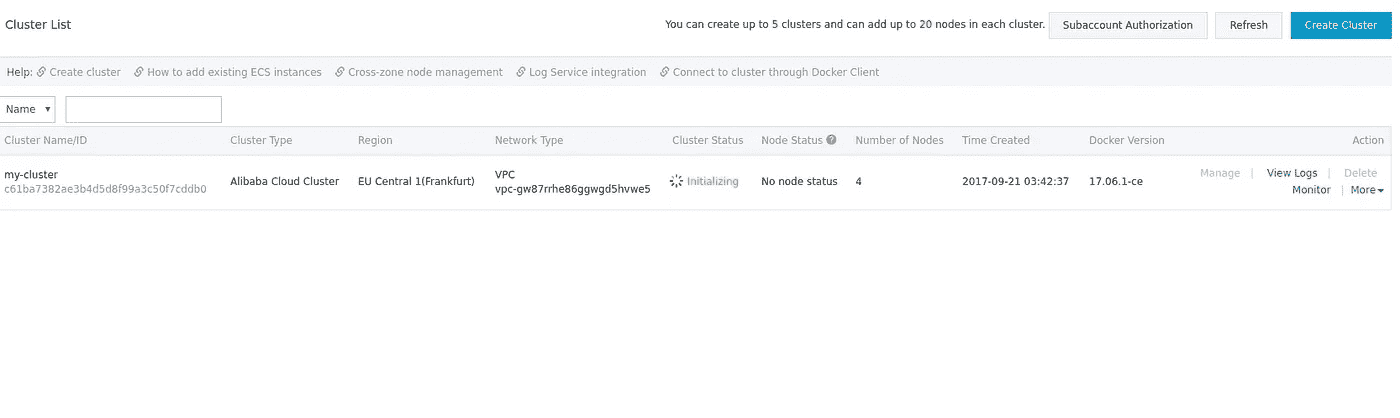 Cluster List
You can create up to 5 clusters and can add up to 20 nodes in each cluster. Subaccount Authorization Refresh Create Cluster
Help: Create cluster How to add existing ECS instances Cross-zone node management Log Service integration Connect to cluster through Docker Client
Name
Cluster Name/ID Cluster Type Region Network Type Cluster Status Node Status Number of Nodes Time Created Docker Version Action
my-cluster
c61ba7382ae3b4d5d8f99a3c50f7cddb0
Alibaba Cloud Cluster
EU Central 1(Frankfurt)
VPC
vpc-gw87rrhe86ggwgd5hvwe5
Initializing
No node status
4
2017-09-21 03:42:37
17.06.1-ce
Manage | View Logs | Delete
Monitor | More